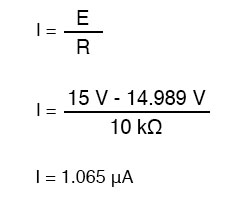 I = E / R
I = 15 V - 14.989 V / 10 kΩ
I = 1.065 µA